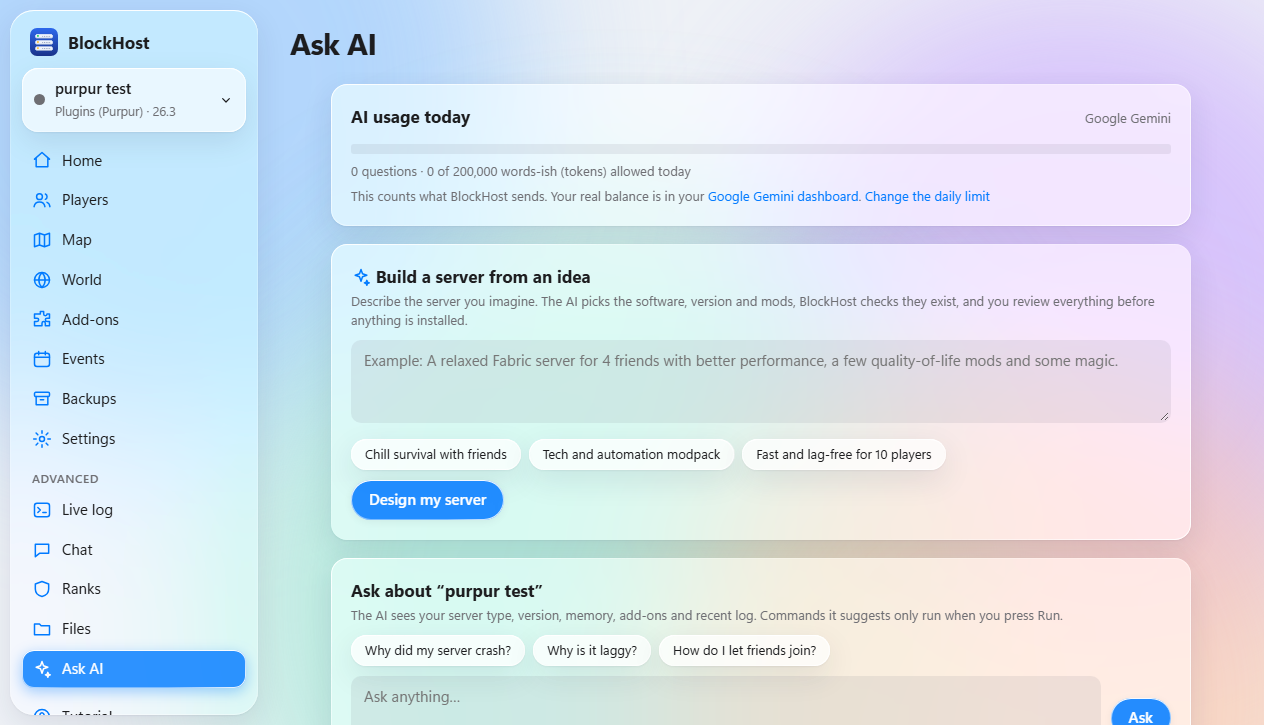 BlockHost
purpur test
Plugins (Purpur) · 26.3
Home
Players
Map
World
Add-ons
Events
Backups
Settings
ADVANCED
Live log
Chat
Ranks
Files
Ask AI
Tutorial
Ask AI
AI usage today
Google Gemini
0 questions · 0 of 200,000 words-ish (tokens) allowed today
This counts what BlockHost sends. Your real balance is in your Google Gemini dashboard. Change the daily limit
Build a server from an idea
Describe the server you imagine. The AI picks the software, version and mods, BlockHost checks they exist, and you review everything before
anything is installed.
Example: A relaxed Fabric server for 4 friends with better performance, a few quality-of-life mods and some magic.
Chill survival with friends
Tech and automation modpack
Fast and lag-free for 10 players
Design my server
Ask about “purpur test”
The AI sees your server type, version, memory, add-ons and recent log. Commands it suggests only run when you press Run.
Why did my server crash?
Why is it laggy?
How do I let friends join?
Ask anything...
Ask